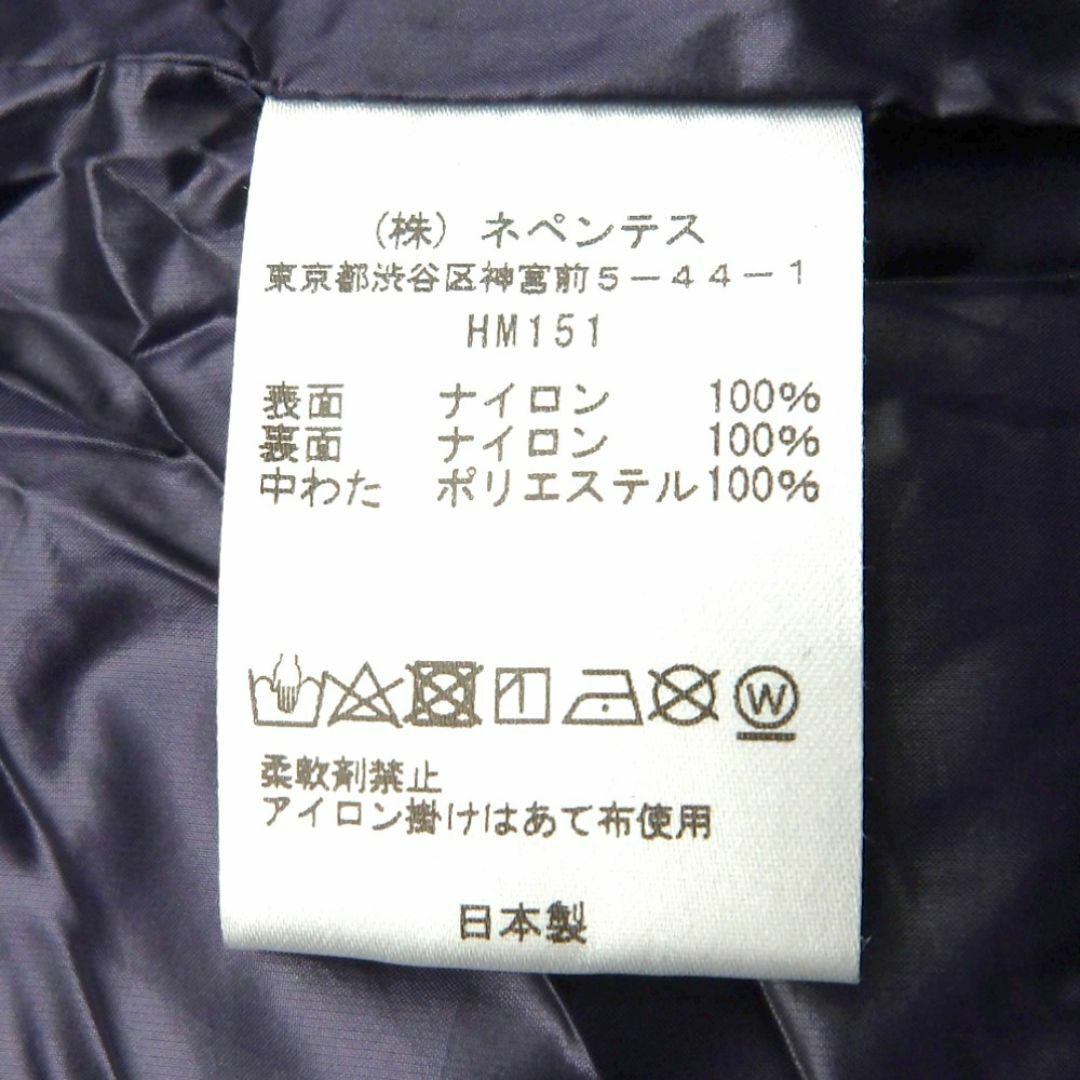 (株) ネペンテス
東京都渋谷区神宮前5-44-1
HM151
表面 ナイロン 100%
裏面 ナイロン 100%
中わた ポリエステル100%
W
柔軟剤禁止
アイロン掛けはあて布使用
日本製